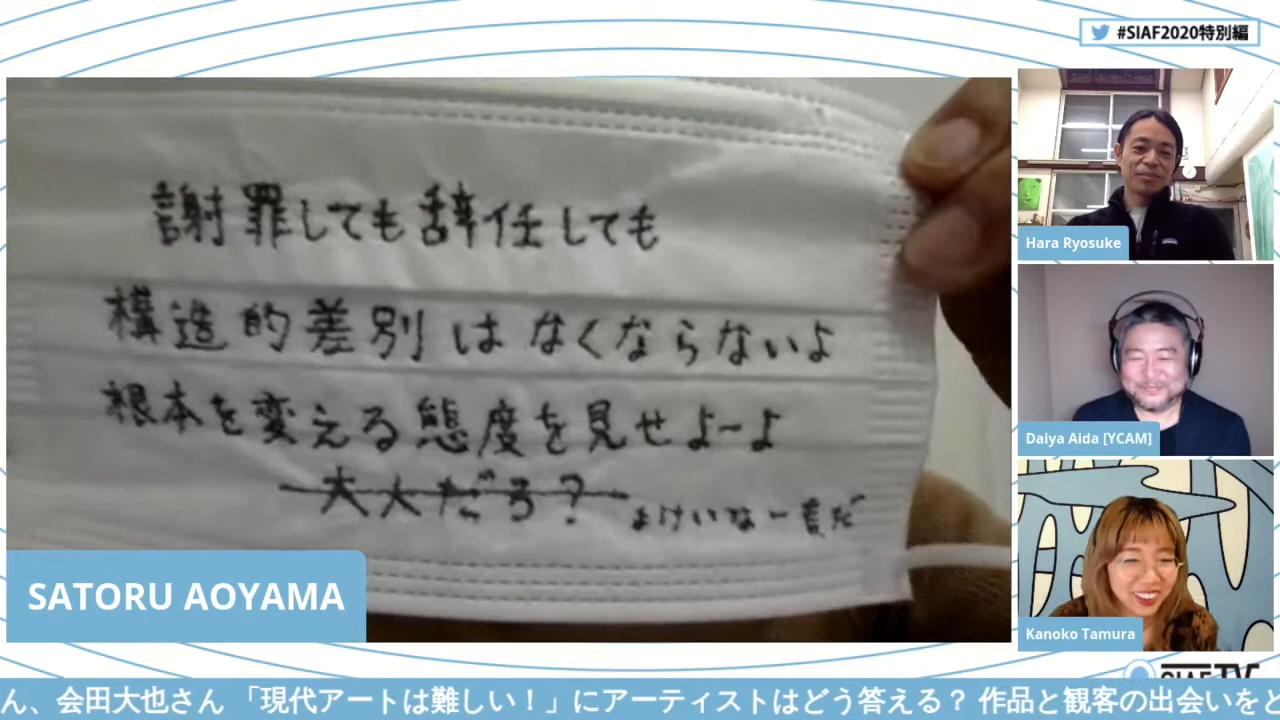 #SIAF2020特別編
謝罪しても辞任しても
構造的差別はなくならないよ
根本を変える態度を見せよーよ
大人だろ?
よけいな一言だ
SATORU AOYAMA
Hara Ryosuke
Daiya Aida [YCAM]
Kanoko Tamura
SIAF TV
ん、会田大也さん 「現代アートは難しい！」にアーティストはどう答える？ 作品と観客の出会いをと